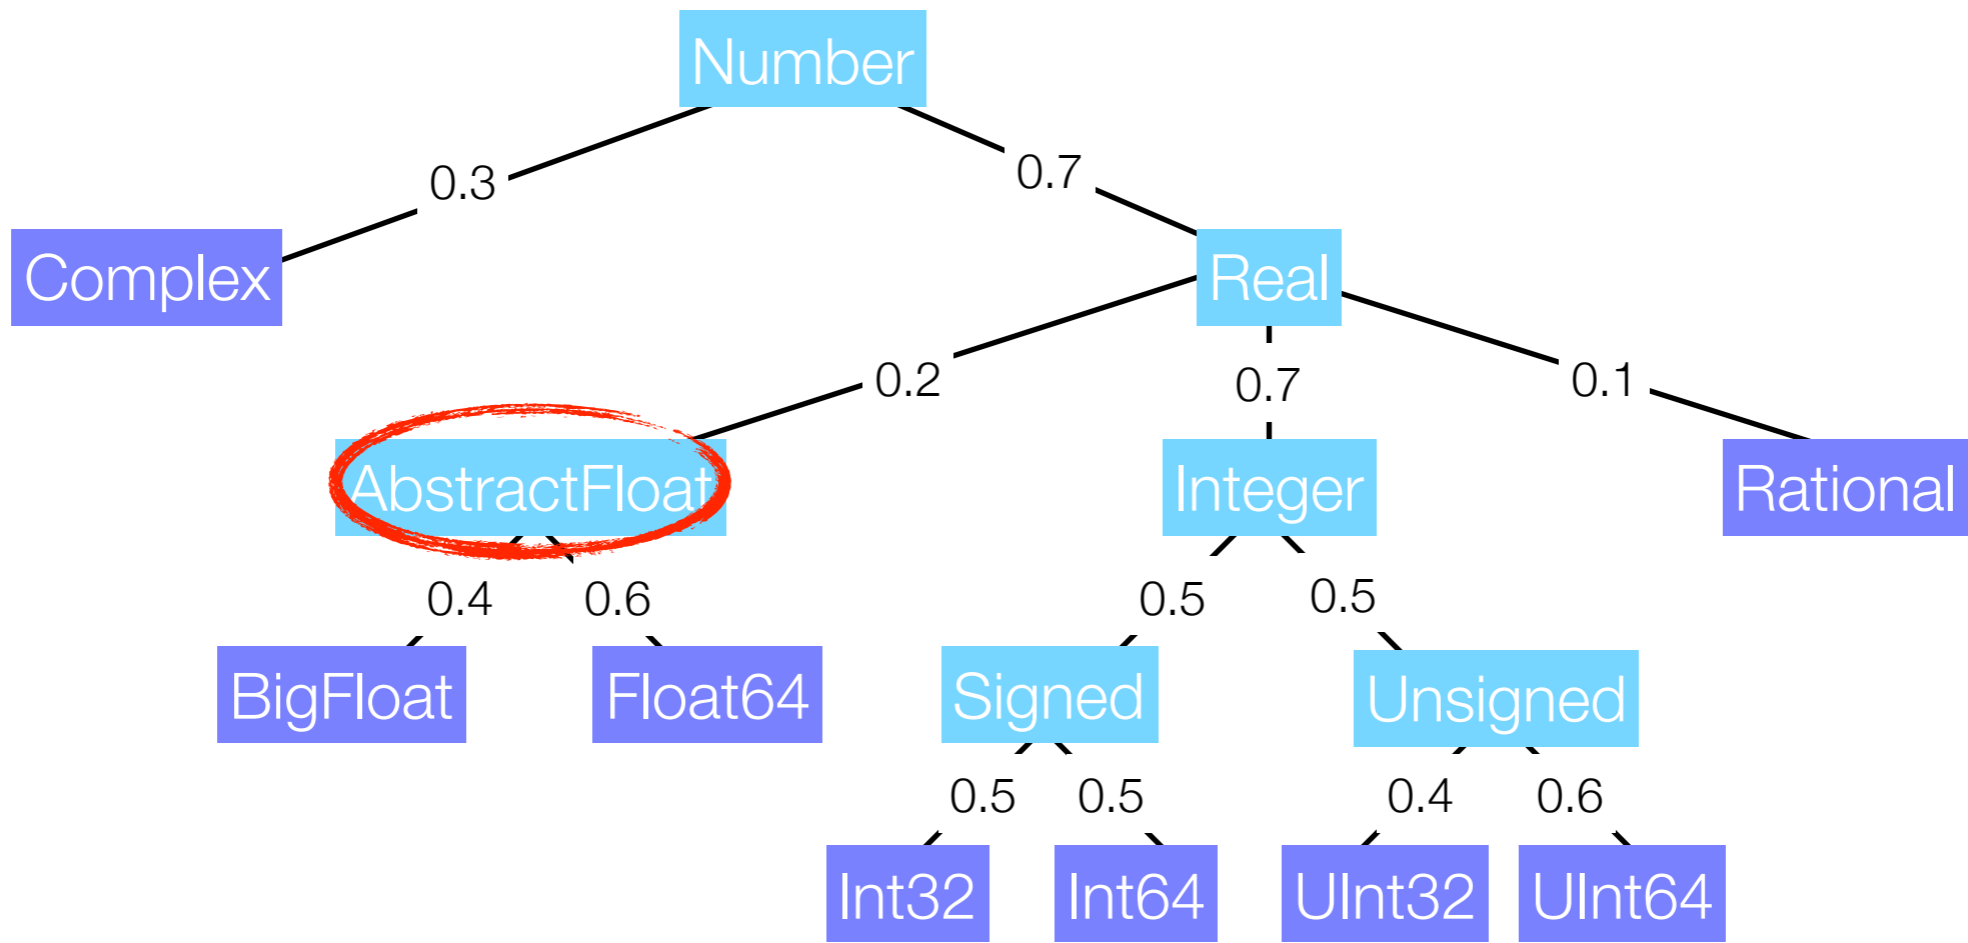 Number
0.3
0.7
Complex
Real
0.2
0.7
0.1
AbstractFloat
Integer
Rational
0.4
0.6
0.5
0.5
BigFloat
Float64
Signed
Unsigned
0.5
0.5
0.4
0.6
Int32
Int64
UInt32
UInt64